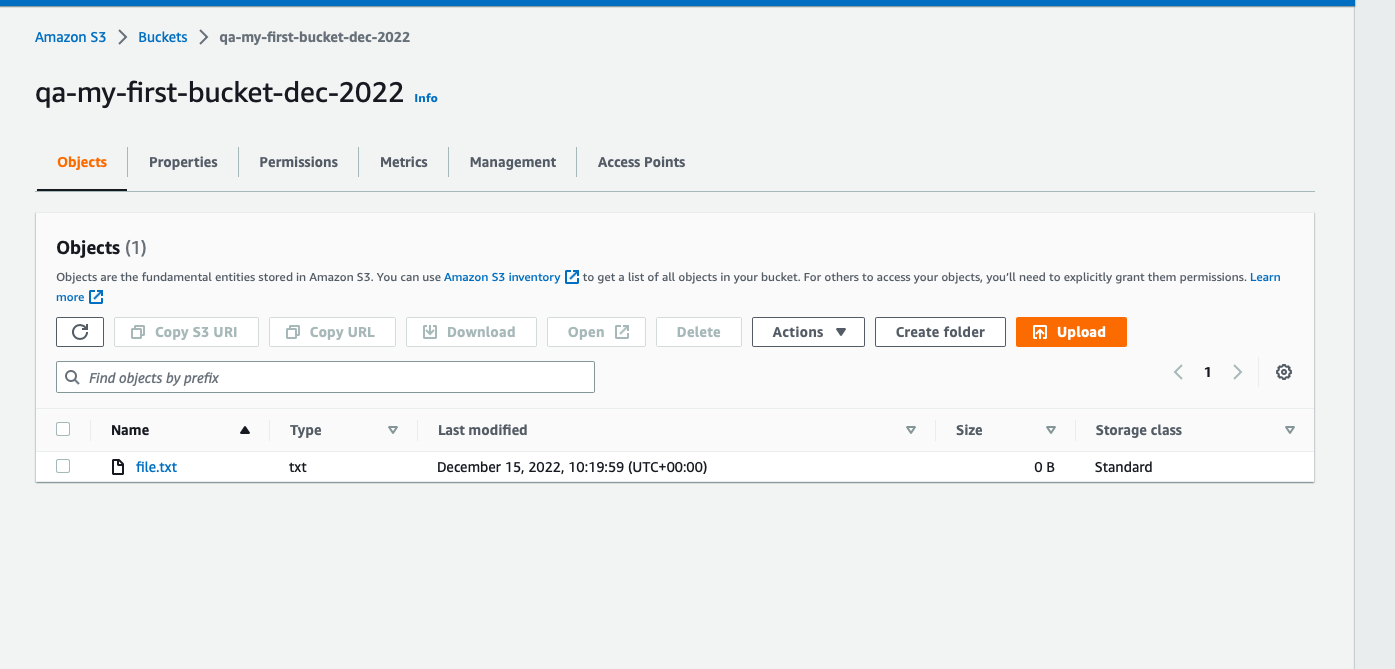 Amazon S3 Buckets qa-my-first-bucket-dec-2022
qa-my-first-bucket-dec-2022 Info
Objects Properties Permissions Metrics Management Access Points
Objects (1)
Objects are the fundamental entities stored in Amazon S3. You can use Amazon S3 inventory to get a list of all objects in your bucket. For others to access your objects, you'll need to explicitly grant them permissions. Learn
more
Copy S3 URI Copy URL Download Open Delete Actions Create folder Upload
Find objects by prefix 1
Name Type Last modified Size Storage class
file.txt txt December 15, 2022, 10:19:59 (UTC+00:00) 0 B Standard